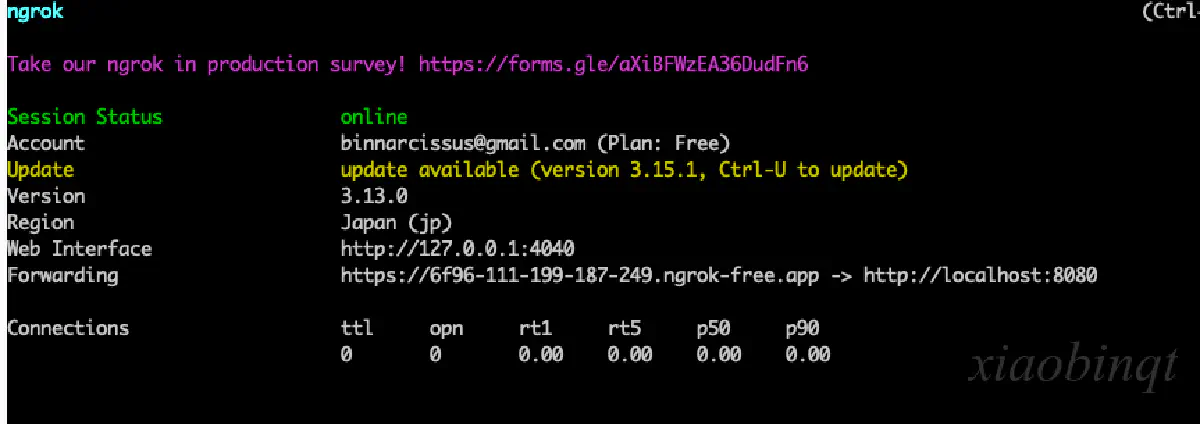 ngrok (Ctrl-
Take our ngrok in production survey! https://forms.gle/aXiBFWzEA36DudFn6
Session Status online
Account binnarcissus@gmail.com (Plan: Free)
Update update available (version 3.15.1, Ctrl-U to update)
Version 3.13.0
Region Japan (jp)
Web Interface http://127.0.0.1:4040
Forwarding https://6f96-111-199-187-249.ngrok-free.app -> http://localhost:8080
Connections ttl opn rt1 rt5 p50 p90
0 0 0.00 0.00 0.00 0.00
xiaobinqt